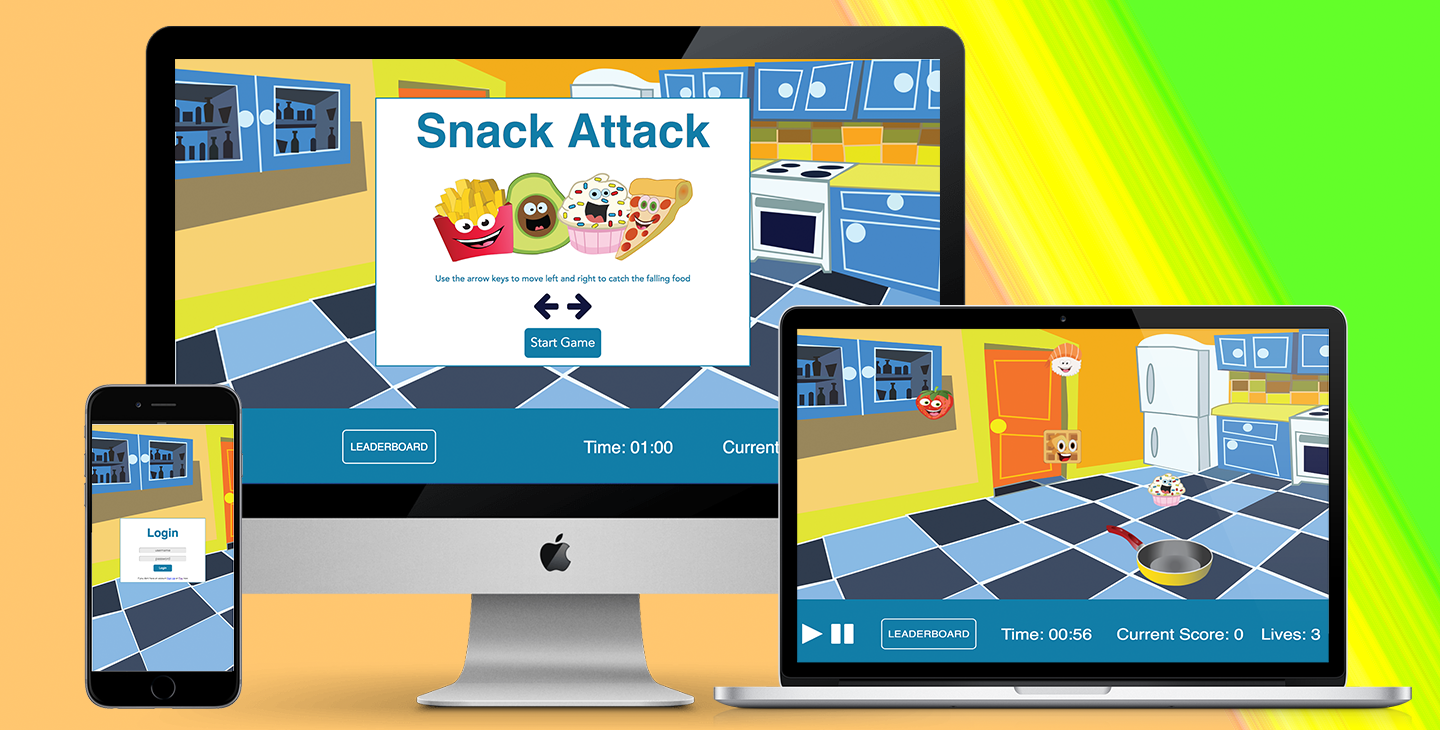 Snack Attack
Use the arrow keys to move left and right to catch the falling food
Start Game
LEADERBOARD
Time: 01:00
Current
Login
username
password
Login
LEADERBOARD
Time: 00:56
Current Score: 0
Lives: 3